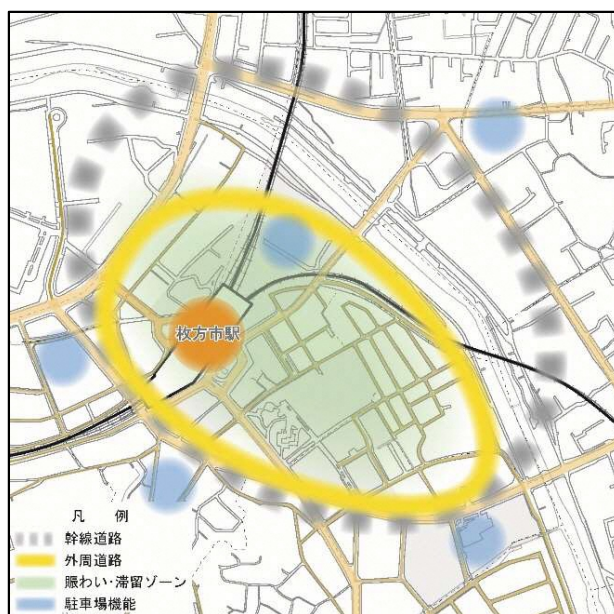 枚方市駅
凡 例
幹線道路
外周道路
賑わい・滞留ゾーン
駐車場機能